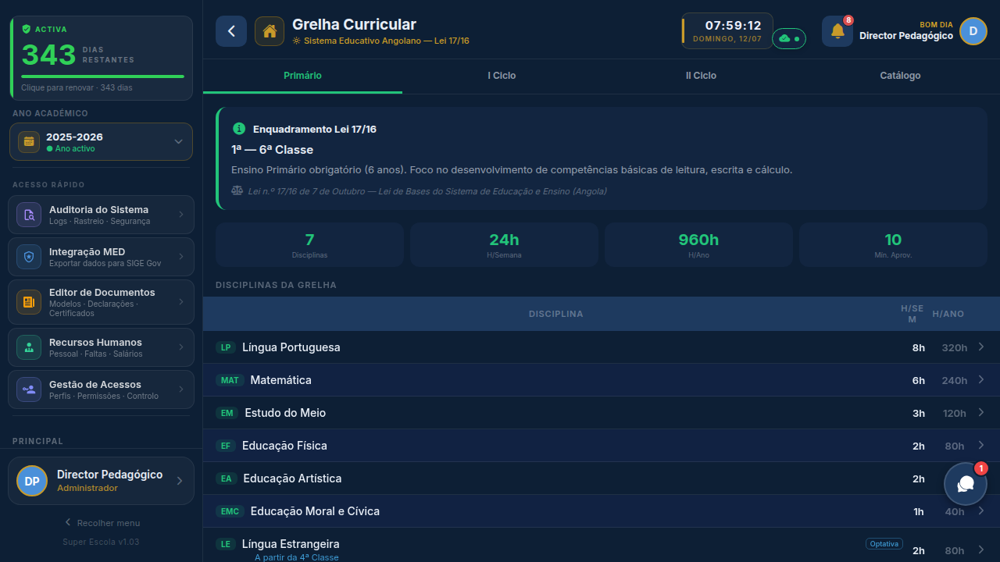 ACTIVA
343 DIAS RESTANTES
Clique para renovar · 343 dias
ANO ACADÉMICO
2025-2026
Ano activo
ACESSO RÁPIDO
Auditoria do Sistema
Logs · Rastreio · Segurança
Integração MED
Exportar dados para SIGE Gov
Editor de Documentos
Modelos · Declarações ·
Certificados
Recursos Humanos
Pessoal · Faltas · Salários
Gestão de Acessos
Perfis · Permissões · Controlo
PRINCIPAL
DP
Director Pedagógico
Administrador
Recolher menu
Super Escola v1.03
Grelha Curricular
Sistema Educativo Angolano — Lei 17/16
07:59:12
DOMINGO, 12/07
8
BOM DIA
Director Pedagógico
D
Primário
I Ciclo
II Ciclo
Catálogo
Enquadramento Lei 17/16
1ª — 6ª Classe
Ensino Primário obrigatório (6 anos). Foco no desenvolvimento de competências básicas de leitura, escrita e cálculo.
Lei n.º 17/16 de 7 de Outubro — Lei de Bases do Sistema de Educação e Ensino (Angola)
7
Disciplinas
24h
H/Semana
960h
H/Ano
10
Min. Aprov.
DISCIPLINAS DA GRELHA
DISCIPLINA H/SEM H/ANO
LP Língua Portuguesa 8h 320h
MAT Matemática 6h 240h
EM Estudo do Meio 3h 120h
EF Educação Física 2h 80h
EA Educação Artística 2h
1
EMC Educação Moral e Cívica 1h 40h
LE Língua Estrangeira Optativa 2h 80h
A partir da 4ª Classe